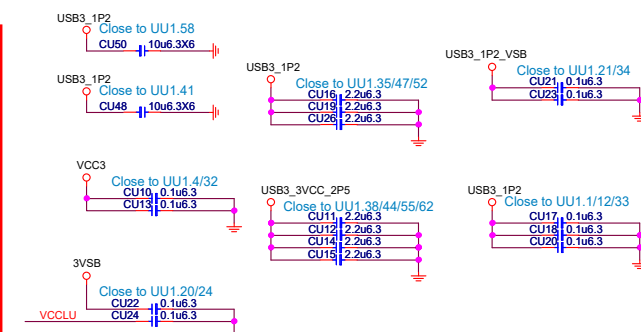 USB3_1P2
Close to UU1.58
CU50 10u6.3X6
USB3_1P2
Close to UU1.41
CU48 10u6.3X6
USB3_1P2
Close to UU1.35/47/52
CU16 2.2u6.3
CU19 2.2u6.3
CU26 2.2u6.3
USB3_1P2_VSB
Close to UU1.21/34
CU21 0.1u6.3
CU23 0.1u6.3
VCC3
Close to UU1.4/32
CU10 0.1u6.3
CU13 0.1u6.3
USB3_3VCC_2P5
Close to UU1.38/44/55/62
CU11 2.2u6.3
CU12 2.2u6.3
CU14 2.2u6.3
CU15 2.2u6.3
USB3_1P2
Close to UU1.1/12/33
CU17 0.1u6.3
CU18 0.1u6.3
CU20 0.1u6.3
3VSB
Close to UU1.20/24
CU22 0.1u6.3
VCCLU CU24 0.1u6.3